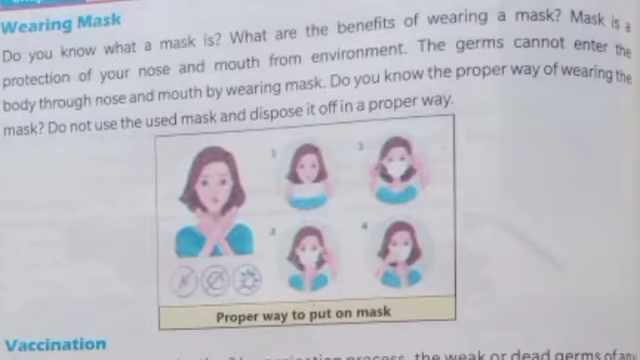 Wearing Mask
Do you know what a mask is? What are the benefits of wearing a mask? Mask is a
protection of your nose and mouth from environment. The germs cannot enter the
body through nose and mouth by wearing mask. Do you know the proper way of wearing the
mask? Do not use the used mask and dispose it off in a proper way.
1
2
3
4
Proper way to put on mask
Vaccination
process, the weak or dead germs of any